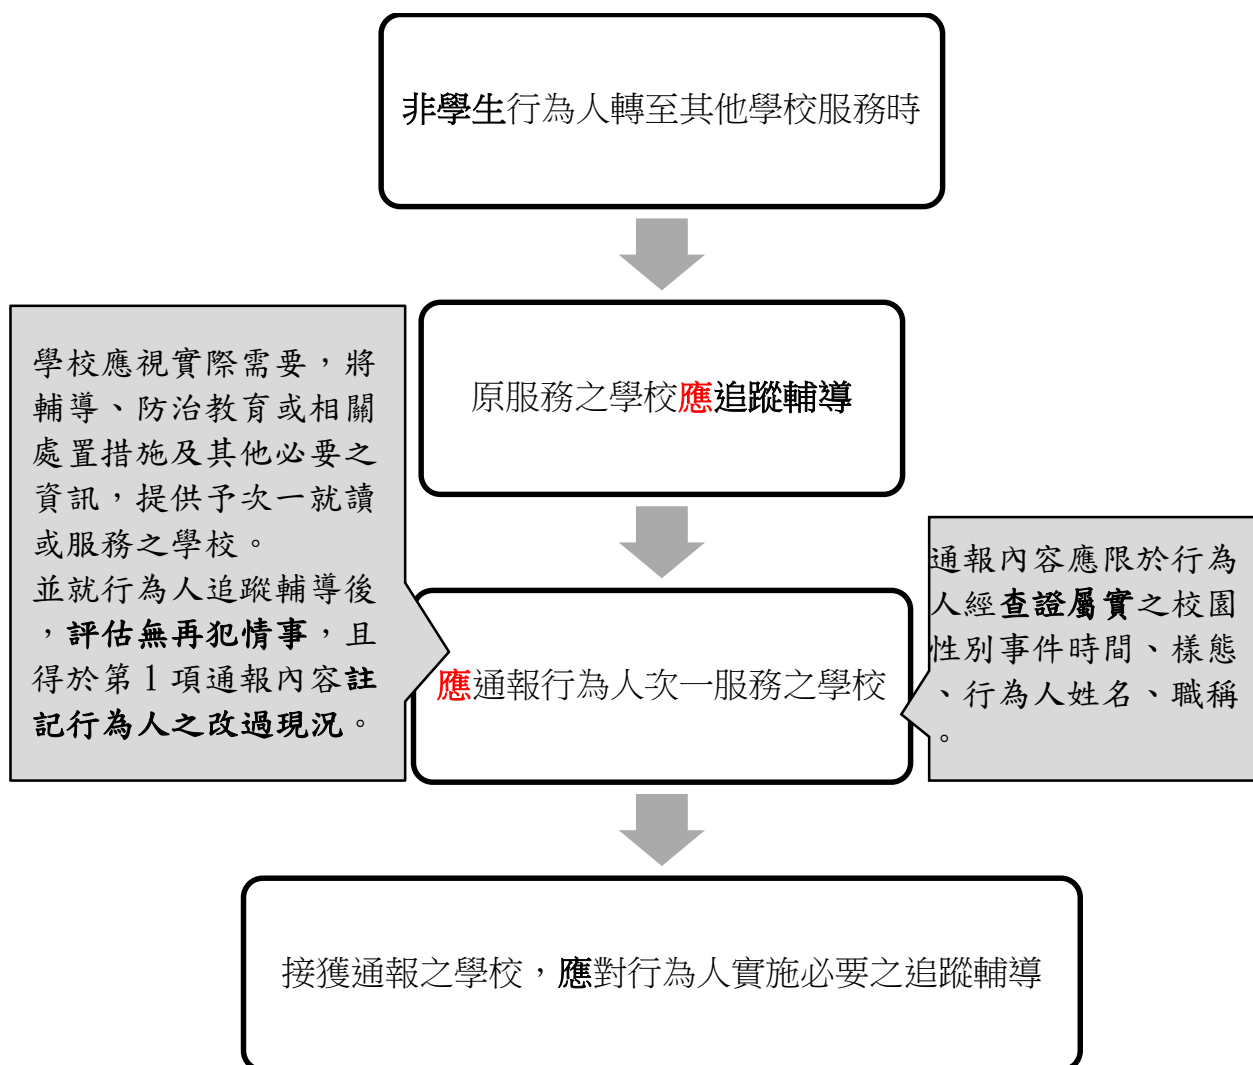 非學生行為人轉至其他學校服務時
原服務之學校應追蹤輔導
學校應視實際需要，將
輔導、防治教育或相關
處置措施及其他必要之
資訊，提供予次一就讀
或服務之學校。
並就行為人追蹤輔導後
，評估無再犯情事，且
得於第1項通報內容註
記行為人之改過現況。
應通報行為人次一服務之學校
通報內容應限於行為
人經查證屬實之校園
性別事件時間、樣態
、行為人姓名、職稱
。
接獲通報之學校，應對行為人實施必要之追蹤輔導